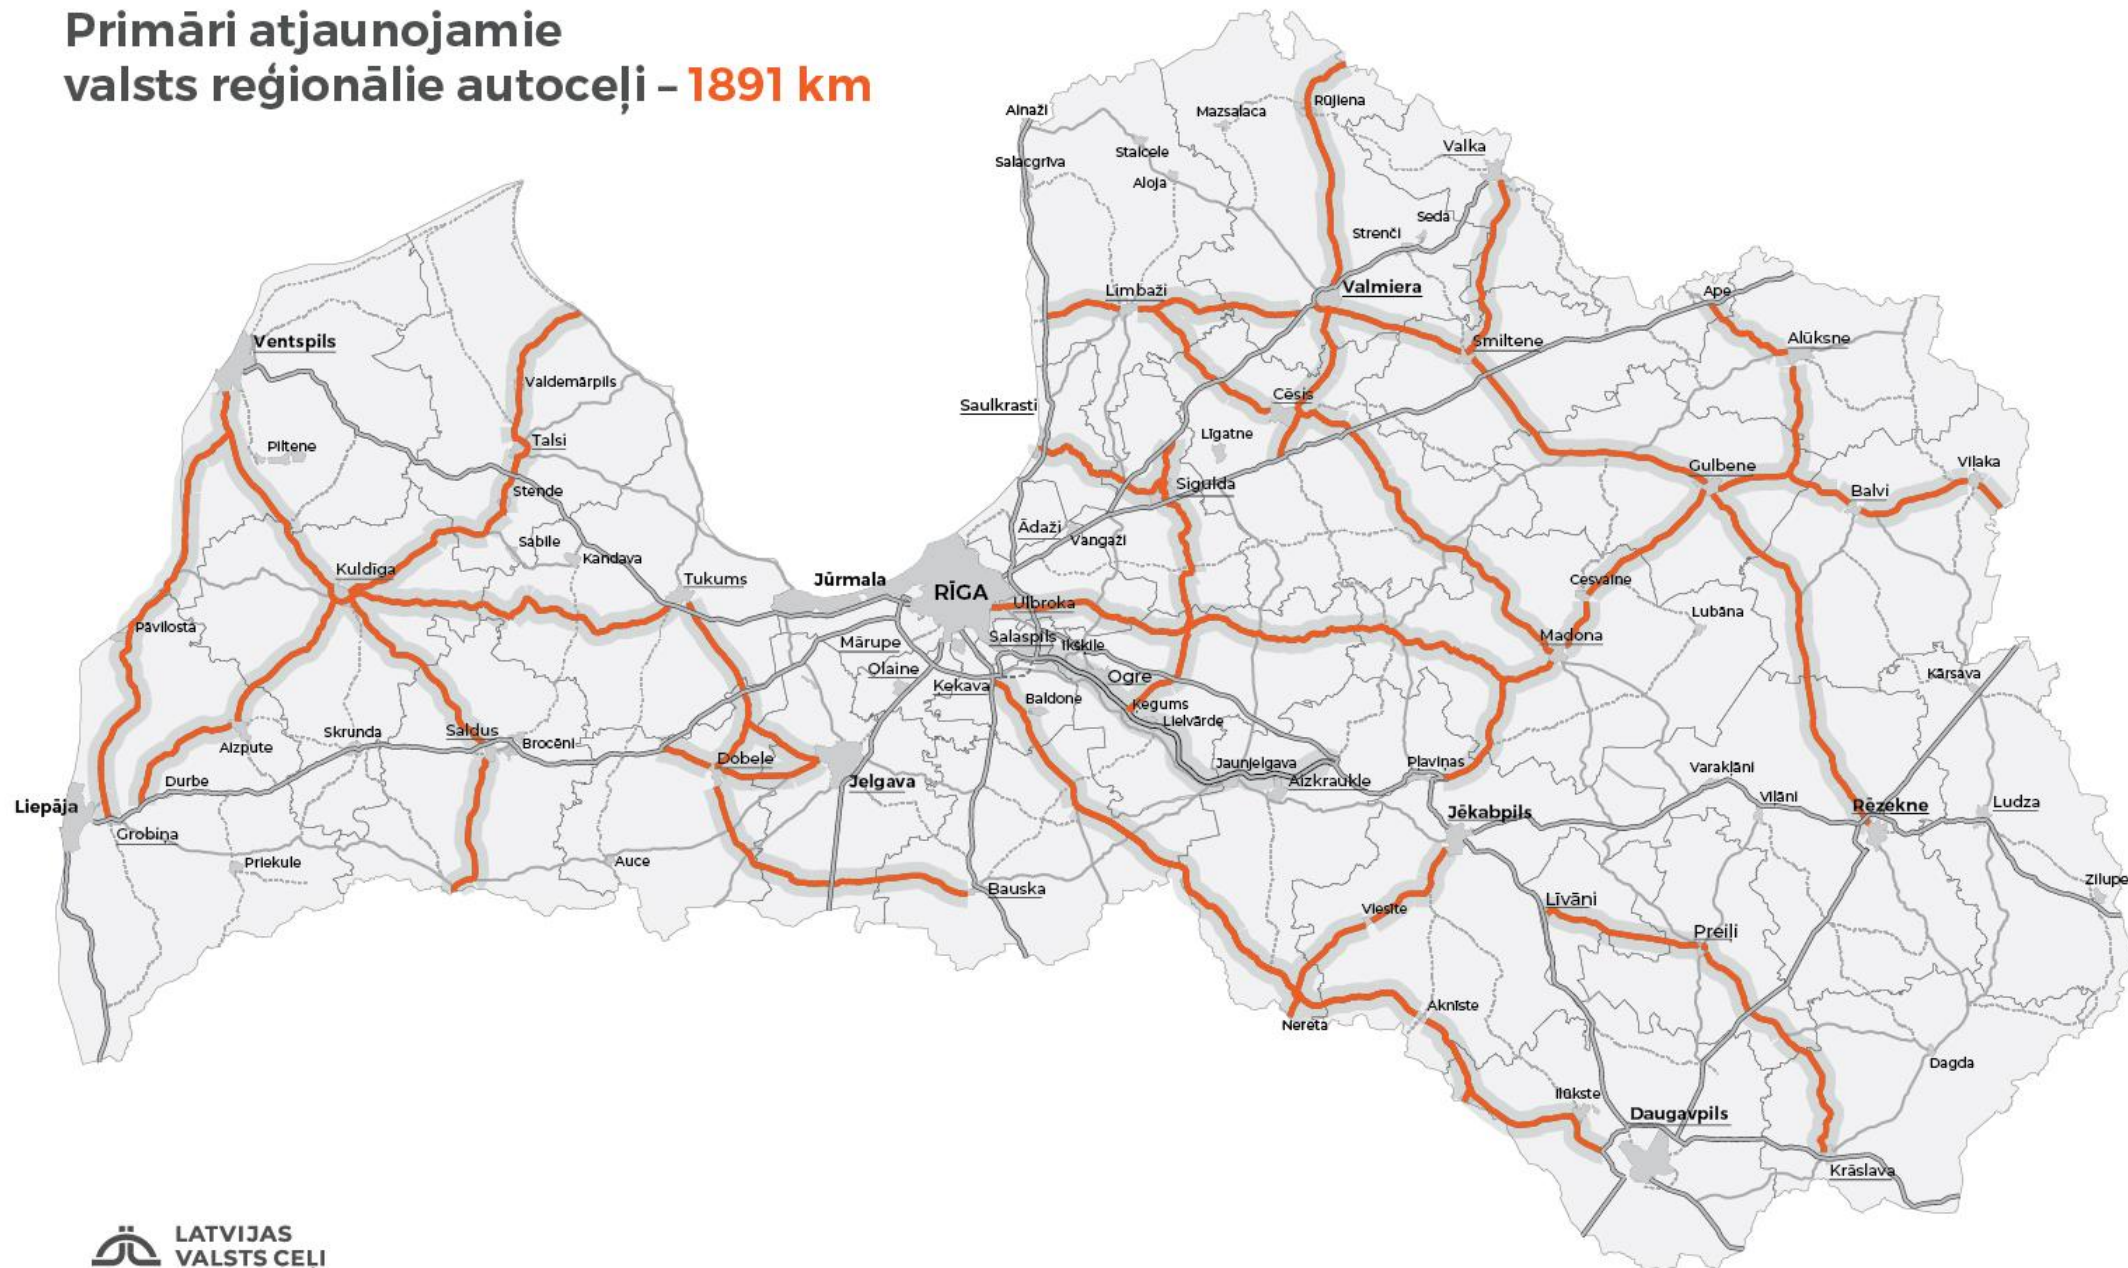 Primāri atjaunojamie
valsts reģionālie autoceļi – 1891 km
Ainaži
Mazsalaca
Rūjiena
Salacgrīva
Staicele
Aloja
Valka
Seda
Strenči
Limbaži
Valmiera
Ape
Ventspils
Smiltene
Alūksne
Valdemārpils
Saulkrasti
Cēsis
Piltene
Talsi
Līgatne
Gulbene
Vilaka
Stende
Sigulda
Balvi
Ādaži
Vangaži
Sabile
Kandava
Kuldīga
Tukums
Jūrmala
RĪGA
Ulbroka
Cesvaine
Lubāna
Pāvilosta
Mārupe
Salaspils
Ikšķile
Madona
Olaine
Ķekava
Ogre
Kārsava
Baldone
Ķegums
Lielvārde
Aizpute
Skrunda
Saldus
Brocēni
Dobele
Jaunjelgava
Pļaviņas
Varakļāni
Durbe
Jelgava
Aizkraukle
Viļāni
Liepāja
Grobiņa
Jēkabpils
Rēzekne
Ludza
Priekule
Auce
Bauska
Zilupe
Viesīte
Līvāni
Preiļi
Nereta
Aknīste
Dagda
Ilūkste
Daugavpils
Krāslava
LATVIJAS
VALSTS CEĻI